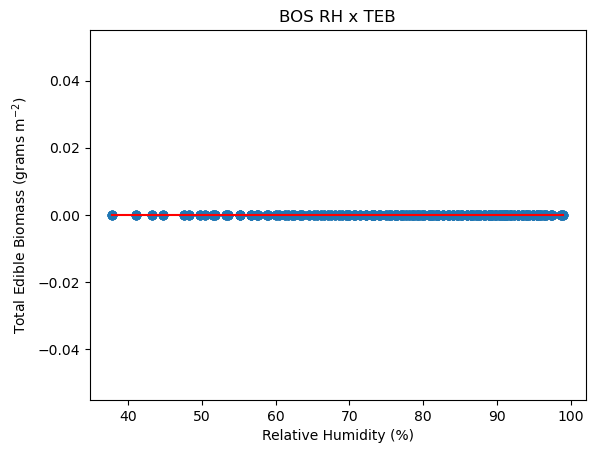 BOS RH x TEB
Total Edible Biomass (grams m⁻²)
0.04
0.02
0.00
−0.02
−0.04
40 50 60 70 80 90 100
Relative Humidity (%)